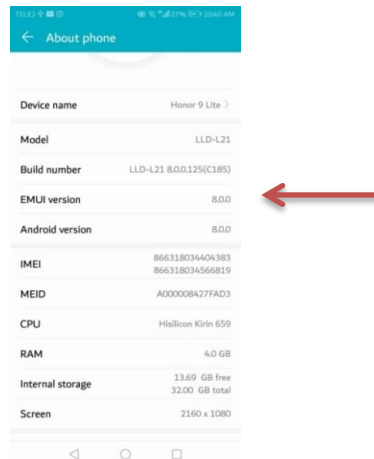 TELE2
27% 10:40 AM
About phone
Device name Honor 9 Lite
Model LLD-L21
Build number LLD-L21 8.0.0.125(C185)
EMUI version 8.0.0
Android version 8.0.0
IMEI 866318034404383
866318034566819
MEID A000008427FAD3
CPU Hisilicon Kirin 659
RAM 4.0 GB
Internal storage 13.69 GB free
32.00 GB total
Screen 2160 x 1080